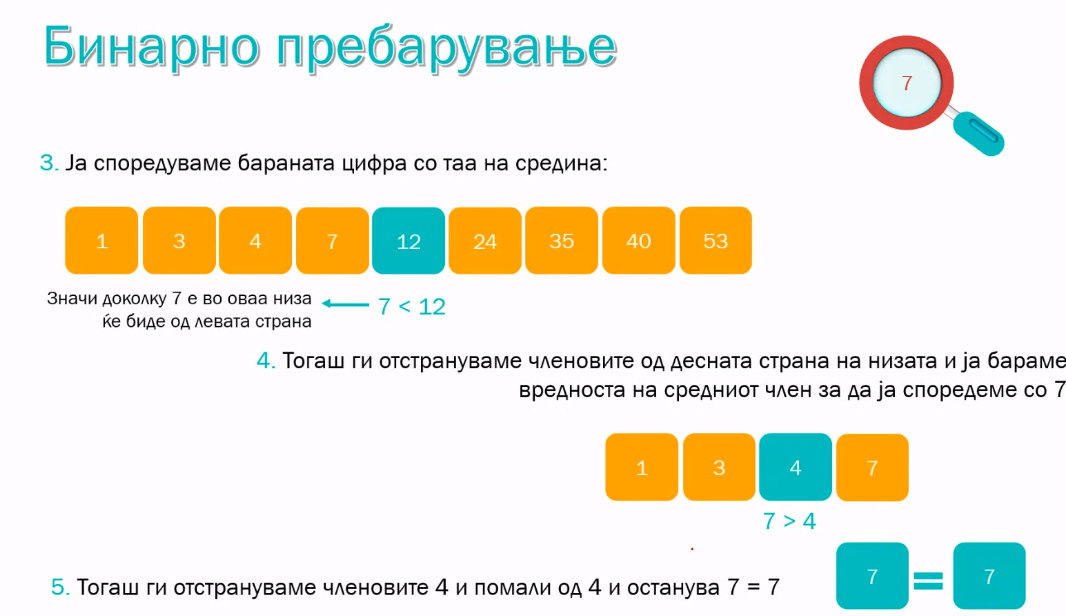 Бинарно пребарување
7
3. Ја споредуваме бараната цифра со таа на средина:
1 3 4 7 12 24 35 40 53
Значи доколку 7 е во оваа низа
ќе биде од левата страна
7 < 12
4. Тогаш ги отстрануваме членовите од десната страна на низата и ја бараме
вредноста на средниот член за да ја споредеме со 7
1 3 4 7
7 > 4
5. Тогаш ги отстрануваме членовите 4 и помали од 4 и останува 7 = 7
7 = 7